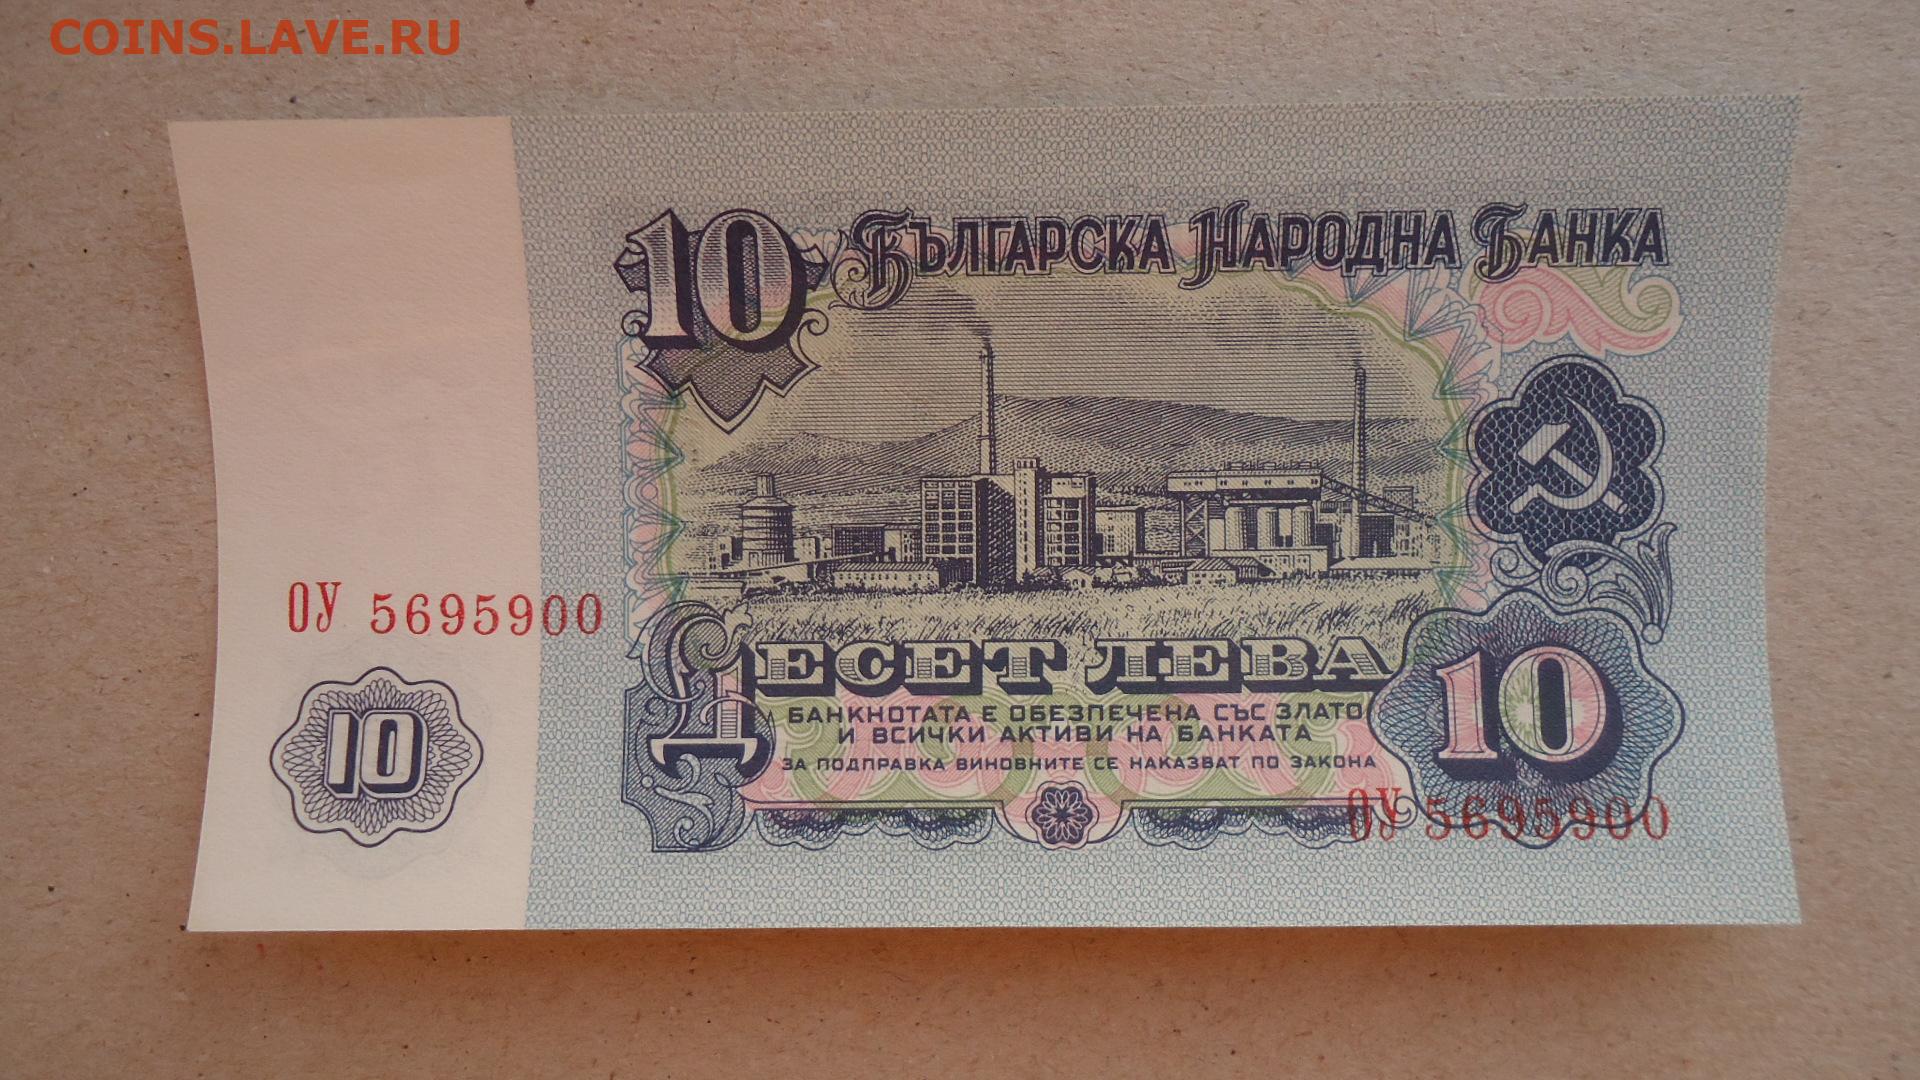 COINS.LAVE.RU
10 БЪЛГАРСКА НАРОДНА БАНКА
ОУ 5695900
10
ДЕСЕТ ЛЕВА
10
БАНКНОТАТА Е ОБЕЗПЕЧЕНА СЪС ЗЛАТО
И ВСИЧКИ АКТИВИ НА БАНКАТА
ЗА ПОДПРАВКА ВИНОВНИТЕ СЕ НАКАЗВАТ ПО ЗАКОНА
ОУ 5695900